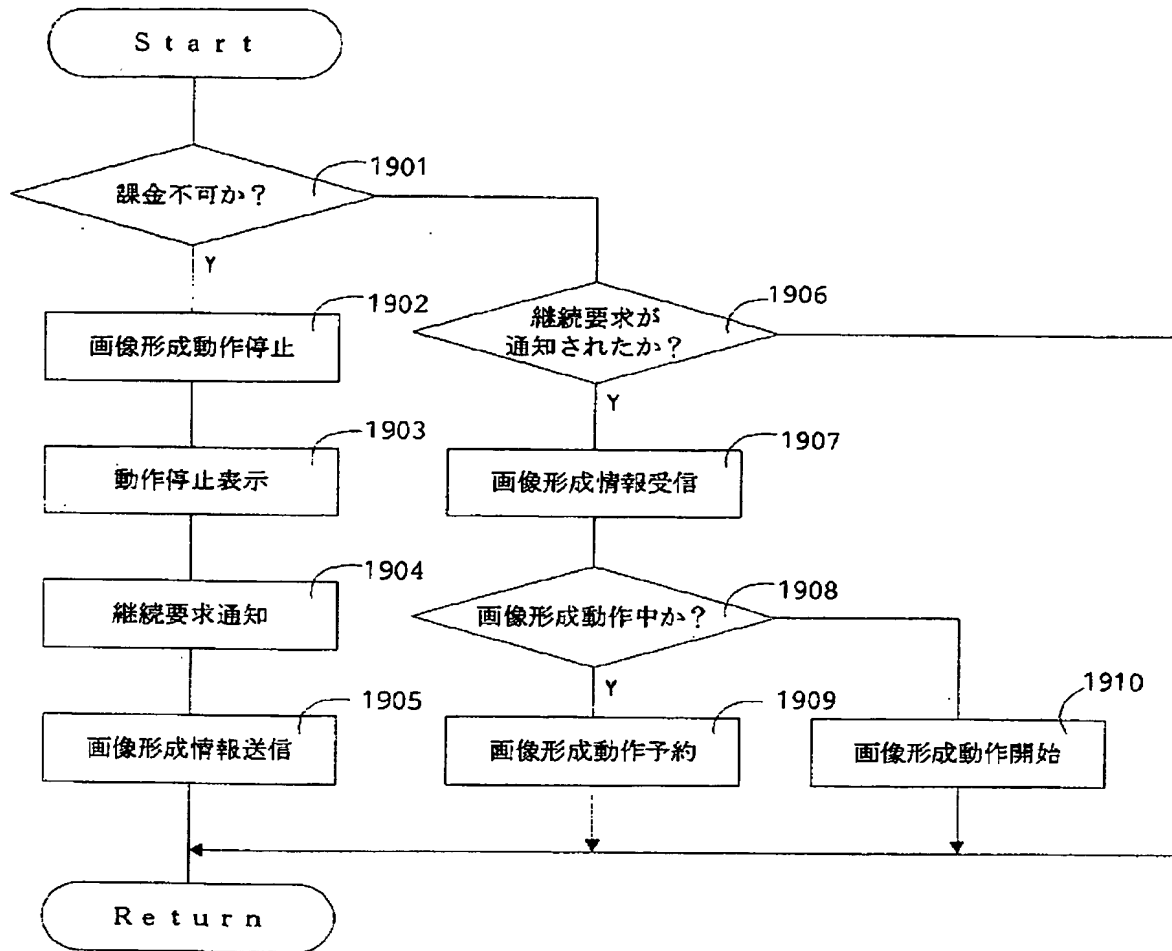 Start
1901
課金不可か?
Y
1902
画像形成動作停止
1903
動作停止表示
1904
継続要求通知
1905
画像形成情報送信
1906
継続要求が
通知されたか?
Y
1907
画像形成情報受信
1908
画像形成動作中か?
Y
1909
画像形成動作予約
1910
画像形成動作開始
Return